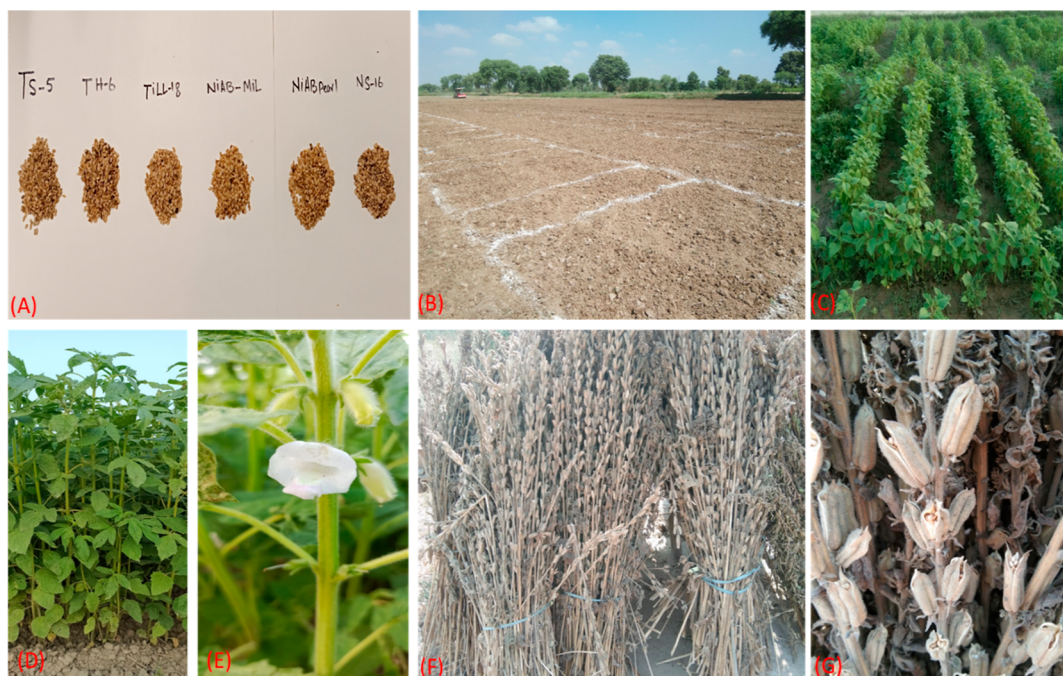 TS-5 TH-6 TiLL-18 NiAB-MiL NiABpearl NS-16
(A)
(B)
(C)
(D)
(E)
(F)
(G)